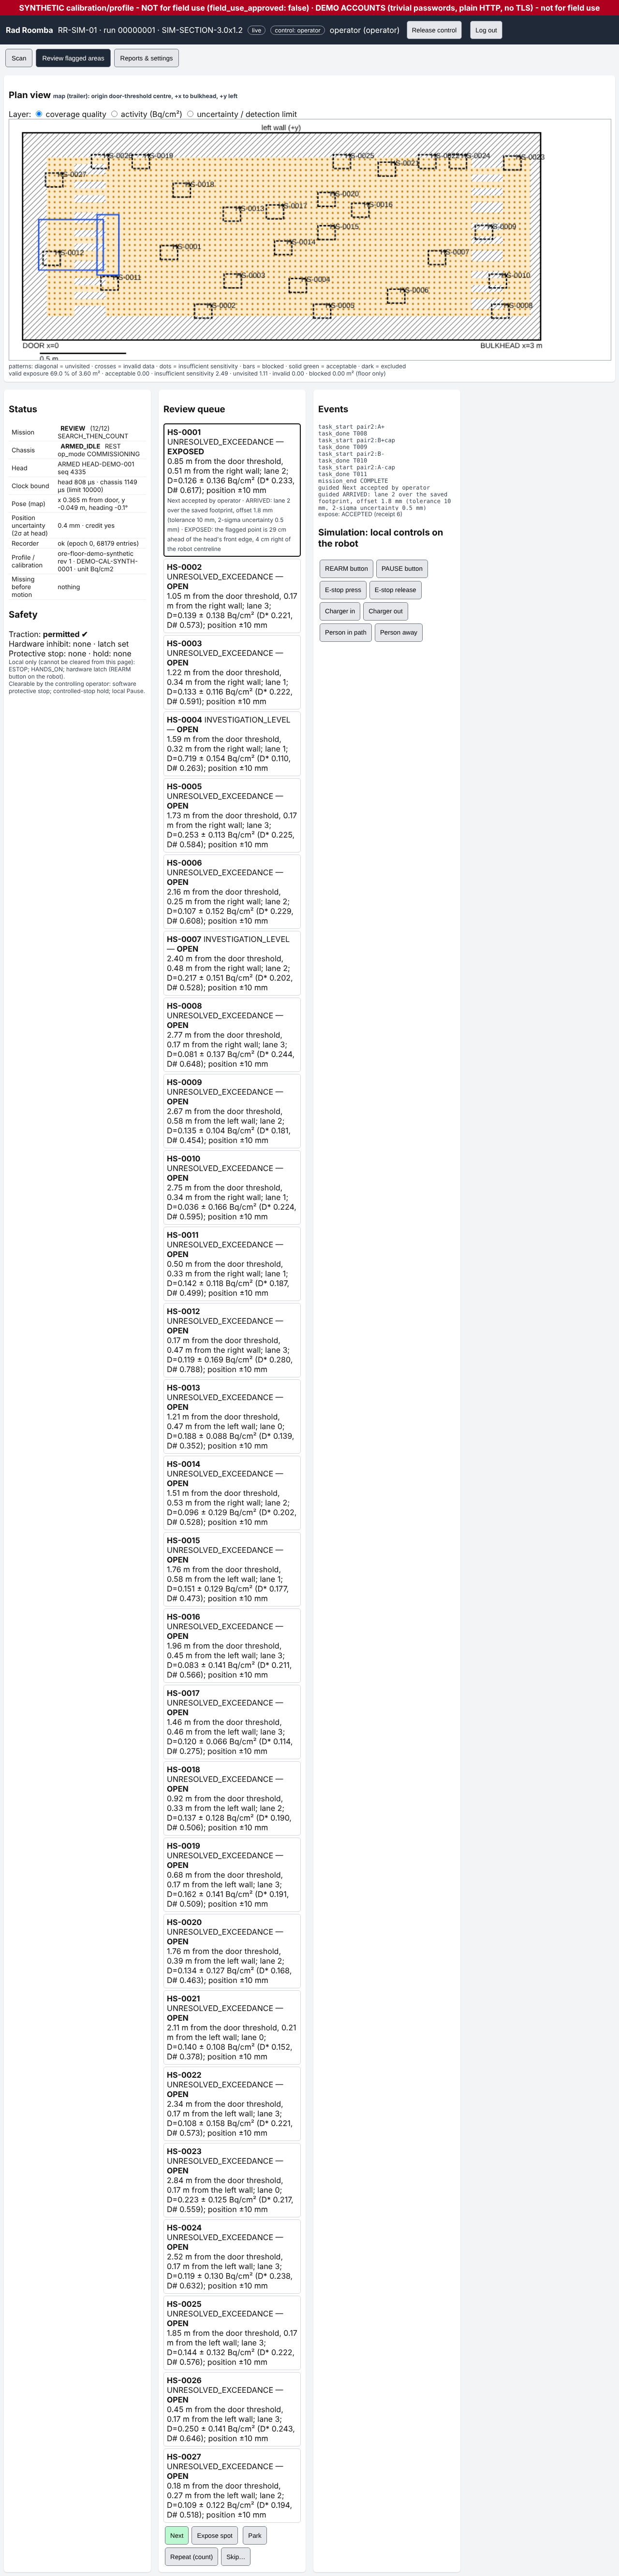 SYNTHETIC calibration/profile - NOT for field use (field_use_approved: false) · DEMO ACCOUNTS (trivial passwords, plain HTTP, no TLS) - not for field use
Rad Roomba RR-SIM-01 · run 00000001 · SIM-SECTION-3.0x1.2 live control: operator operator (operator) Release control Log out
Scan Review flagged areas Reports & settings
Plan view map (trailer): origin door-threshold centre, +x to bulkhead, +y left
Layer: coverage quality activity (Bq/cm²) uncertainty / detection limit
left wall (+y)
HS-0026 HS-0019 HS-0025 HS-0021 HS-0022 HS-0024 HS-0023
HS-0027 HS-0018 HS-0020
HS-0013 HS-0017 HS-0016
HS-0015 HS-0009
HS-0012 HS-0001 HS-0014 HS-0007
HS-0011 HS-0003 HS-0004 HS-0010
HS-0002 HS-0005 HS-0006 HS-0008
DOOR x=0 BULKHEAD x=3 m
0.5 m
patterns: diagonal = unvisited · crosses = invalid data · dots = insufficient sensitivity · bars = blocked · solid green = acceptable · dark = excluded
valid exposure 69.0 % of 3.60 m² · acceptable 0.00 · insufficient sensitivity 2.49 · unvisited 1.11 · invalid 0.00 · blocked 0.00 m² (floor only)
Status
Mission REVIEW (12/12) SEARCH_THEN_COUNT
Chassis ARMED_IDLE REST op_mode COMMISSIONING
Head ARMED HEAD-DEMO-001 seq 4335
Clock bound head 808 µs · chassis 1149 µs (limit 10000)
Pose (map) x 0.365 m from door, y -0.049 m, heading -0.1°
Position uncertainty (2σ at head) 0.4 mm · credit yes
Recorder ok (epoch 0, 68179 entries)
Profile / calibration ore-floor-demo-synthetic rev 1 · DEMO-CAL-SYNTH-0001 · unit Bq/cm2
Missing before motion nothing
Safety
Traction: permitted ✔
Hardware inhibit: none · latch set
Protective stop: none · hold: none
Local only (cannot be cleared from this page):
ESTOP; HANDS_ON; hardware latch (REARM
button on the robot).
Clearable by the controlling operator: software
protective stop; controlled-stop hold; local Pause.
Review queue
HS-0001
UNRESOLVED_EXCEEDANCE —
EXPOSED
0.85 m from the door threshold,
0.51 m from the right wall; lane 2;
D=0.126 ± 0.136 Bq/cm² (D* 0.233,
D# 0.617); position ±10 mm
Next accepted by operator · ARRIVED: lane 2
over the saved footprint, offset 1.8 mm
(tolerance 10 mm, 2-sigma uncertainty 0.5
mm) · EXPOSED: the flagged point is 29 cm
ahead of the head's front edge, 4 cm right of
the robot centreline
HS-0002
UNRESOLVED_EXCEEDANCE —
OPEN
1.05 m from the door threshold, 0.17
m from the right wall; lane 3;
D=0.139 ± 0.138 Bq/cm² (D* 0.221,
D# 0.573); position ±10 mm
HS-0003
UNRESOLVED_EXCEEDANCE —
OPEN
1.22 m from the door threshold,
0.34 m from the right wall; lane 1;
D=0.133 ± 0.116 Bq/cm² (D* 0.222,
D# 0.591); position ±10 mm
HS-0004 INVESTIGATION_LEVEL
— OPEN
1.59 m from the door threshold,
0.32 m from the right wall; lane 1;
D=0.719 ± 0.154 Bq/cm² (D* 0.110,
D# 0.263); position ±10 mm
HS-0005
UNRESOLVED_EXCEEDANCE —
OPEN
1.73 m from the door threshold, 0.17
m from the right wall; lane 3;
D=0.253 ± 0.113 Bq/cm² (D* 0.225,
D# 0.584); position ±10 mm
HS-0006
UNRESOLVED_EXCEEDANCE —
OPEN
2.16 m from the door threshold,
0.25 m from the right wall; lane 2;
D=0.107 ± 0.152 Bq/cm² (D* 0.229,
D# 0.608); position ±10 mm
HS-0007 INVESTIGATION_LEVEL
— OPEN
2.40 m from the door threshold,
0.48 m from the right wall; lane 2;
D=0.217 ± 0.151 Bq/cm² (D* 0.202,
D# 0.528); position ±10 mm
HS-0008
UNRESOLVED_EXCEEDANCE —
OPEN
2.77 m from the door threshold,
0.17 m from the right wall; lane 3;
D=0.081 ± 0.137 Bq/cm² (D* 0.244,
D# 0.648); position ±10 mm
HS-0009
UNRESOLVED_EXCEEDANCE —
OPEN
2.67 m from the door threshold,
0.58 m from the left wall; lane 2;
D=0.135 ± 0.104 Bq/cm² (D* 0.181,
D# 0.454); position ±10 mm
HS-0010
UNRESOLVED_EXCEEDANCE —
OPEN
2.75 m from the door threshold,
0.34 m from the right wall; lane 1;
D=0.036 ± 0.166 Bq/cm² (D* 0.224,
D# 0.595); position ±10 mm
HS-0011
UNRESOLVED_EXCEEDANCE —
OPEN
0.50 m from the door threshold,
0.33 m from the right wall; lane 1;
D=0.142 ± 0.118 Bq/cm² (D* 0.187,
D# 0.499); position ±10 mm
HS-0012
UNRESOLVED_EXCEEDANCE —
OPEN
0.17 m from the door threshold,
0.47 m from the right wall; lane 3;
D=0.119 ± 0.169 Bq/cm² (D* 0.280,
D# 0.788); position ±10 mm
HS-0013
UNRESOLVED_EXCEEDANCE —
OPEN
1.21 m from the door threshold,
0.47 m from the left wall; lane 0;
D=0.188 ± 0.088 Bq/cm² (D* 0.139,
D# 0.352); position ±10 mm
HS-0014
UNRESOLVED_EXCEEDANCE —
OPEN
1.51 m from the door threshold,
0.53 m from the right wall; lane 2;
D=0.096 ± 0.129 Bq/cm² (D* 0.202,
D# 0.528); position ±10 mm
HS-0015
UNRESOLVED_EXCEEDANCE —
OPEN
1.76 m from the door threshold,
0.58 m from the left wall; lane 1;
D=0.151 ± 0.129 Bq/cm² (D* 0.177,
D# 0.473); position ±10 mm
HS-0016
UNRESOLVED_EXCEEDANCE —
OPEN
1.96 m from the door threshold,
0.45 m from the left wall; lane 3;
D=0.083 ± 0.141 Bq/cm² (D* 0.211,
D# 0.566); position ±10 mm
HS-0017
UNRESOLVED_EXCEEDANCE —
OPEN
1.46 m from the door threshold,
0.46 m from the left wall; lane 3;
D=0.120 ± 0.066 Bq/cm² (D* 0.114,
D# 0.275); position ±10 mm
HS-0018
UNRESOLVED_EXCEEDANCE —
OPEN
0.92 m from the door threshold,
0.33 m from the left wall; lane 2;
D=0.137 ± 0.128 Bq/cm² (D* 0.190,
D# 0.506); position ±10 mm
HS-0019
UNRESOLVED_EXCEEDANCE —
OPEN
0.68 m from the door threshold,
0.17 m from the left wall; lane 3;
D=0.162 ± 0.141 Bq/cm² (D* 0.191,
D# 0.509); position ±10 mm
HS-0020
UNRESOLVED_EXCEEDANCE —
OPEN
1.76 m from the door threshold,
0.39 m from the left wall; lane 2;
D=0.134 ± 0.127 Bq/cm² (D* 0.168,
D# 0.463); position ±10 mm
HS-0021
UNRESOLVED_EXCEEDANCE —
OPEN
2.11 m from the door threshold, 0.21
m from the left wall; lane 0;
D=0.140 ± 0.108 Bq/cm² (D* 0.152,
D# 0.378); position ±10 mm
HS-0022
UNRESOLVED_EXCEEDANCE —
OPEN
2.34 m from the door threshold,
0.17 m from the left wall; lane 3;
D=0.108 ± 0.158 Bq/cm² (D* 0.221,
D# 0.573); position ±10 mm
HS-0023
UNRESOLVED_EXCEEDANCE —
OPEN
2.84 m from the door threshold,
0.17 m from the left wall; lane 0;
D=0.223 ± 0.125 Bq/cm² (D* 0.217,
D# 0.559); position ±10 mm
HS-0024
UNRESOLVED_EXCEEDANCE —
OPEN
2.52 m from the door threshold,
0.17 m from the left wall; lane 3;
D=0.119 ± 0.130 Bq/cm² (D* 0.238,
D# 0.632); position ±10 mm
HS-0025
UNRESOLVED_EXCEEDANCE —
OPEN
1.85 m from the door threshold, 0.17
m from the left wall; lane 3;
D=0.144 ± 0.132 Bq/cm² (D* 0.222,
D# 0.576); position ±10 mm
HS-0026
UNRESOLVED_EXCEEDANCE —
OPEN
0.45 m from the door threshold,
0.17 m from the left wall; lane 3;
D=0.250 ± 0.141 Bq/cm² (D* 0.243,
D# 0.646); position ±10 mm
HS-0027
UNRESOLVED_EXCEEDANCE —
OPEN
0.18 m from the door threshold,
0.27 m from the left wall; lane 2;
D=0.109 ± 0.122 Bq/cm² (D* 0.194,
D# 0.518); position ±10 mm
Next Expose spot Park
Repeat (count) Skip…
Events
task_start pair2:A+
task_done T008
task_start pair2:B+cap
task_done T009
task_start pair2:B-
task_done T010
task_start pair2:A-cap
task_done T011
mission_end COMPLETE
guided Next accepted by operator
guided ARRIVED: lane 2 over the saved
footprint, offset 1.8 mm (tolerance 10
mm, 2-sigma uncertainty 0.5 mm)
expose: ACCEPTED (receipt 6)
Simulation: local controls on
the robot
REARM button PAUSE button
E-stop press E-stop release
Charger in Charger out
Person in path Person away